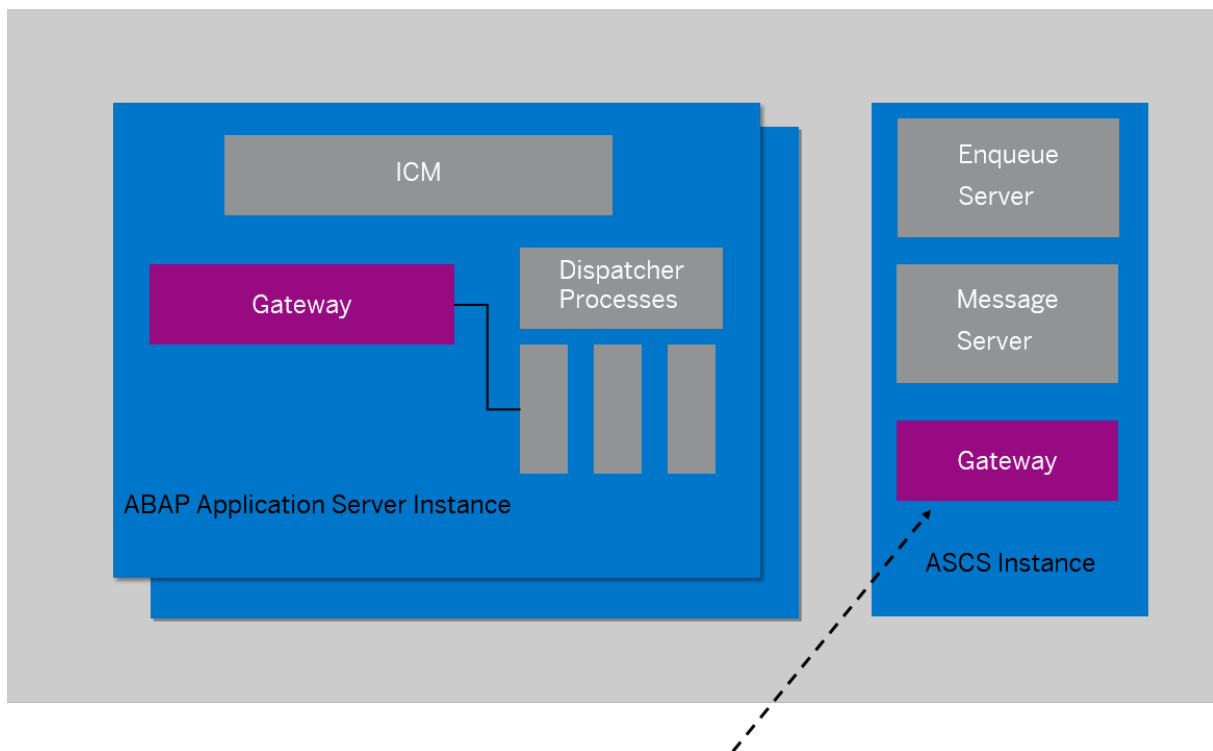 ICM
Gateway
Dispatcher
Processes
ABAP Application Server Instance
Enqueue
Server
Message
Server
Gateway
ASCS Instance